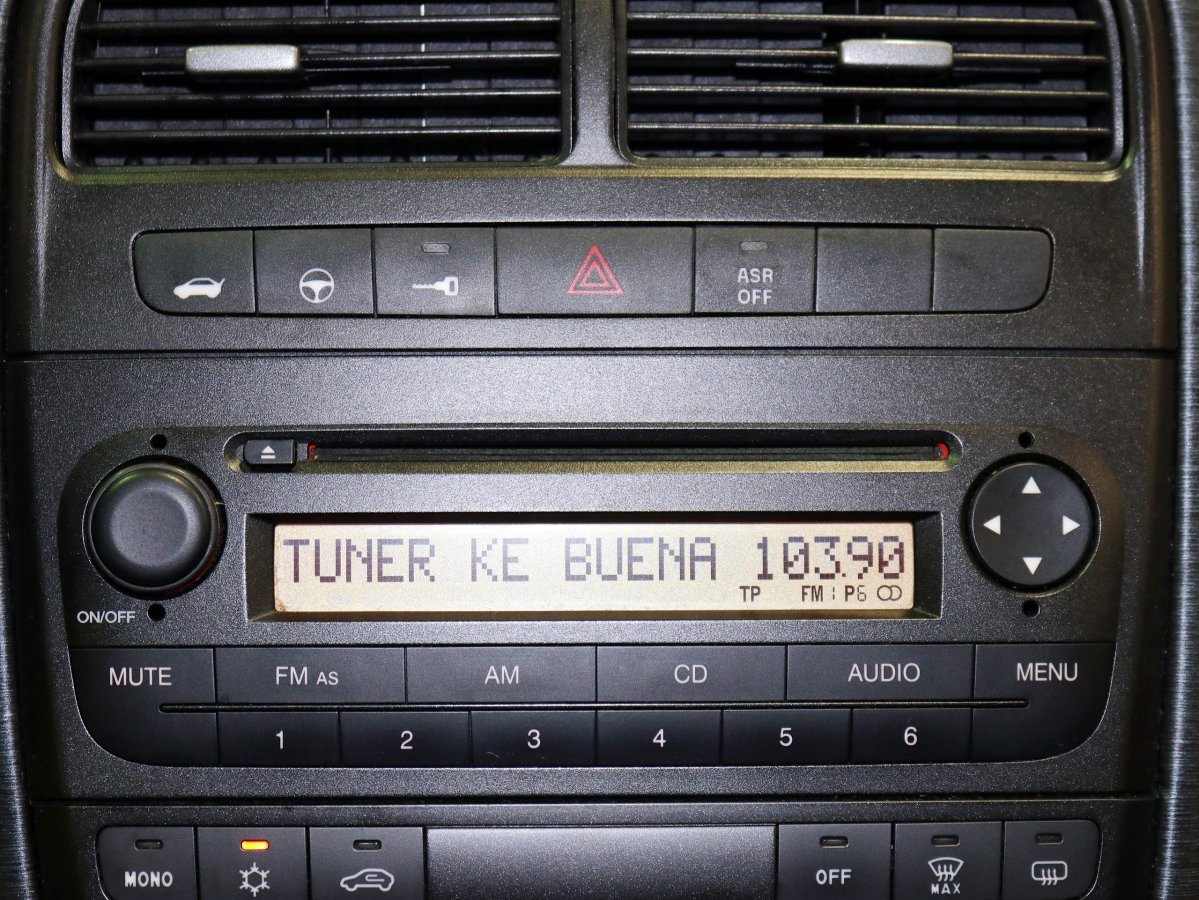 ASR
OFF
TUNER KE BUENA 103.90
TP FM 1 P6
ON/OFF
MUTE FM AS AM CD AUDIO MENU
1 2 3 4 5 6
MONO OFF MAX